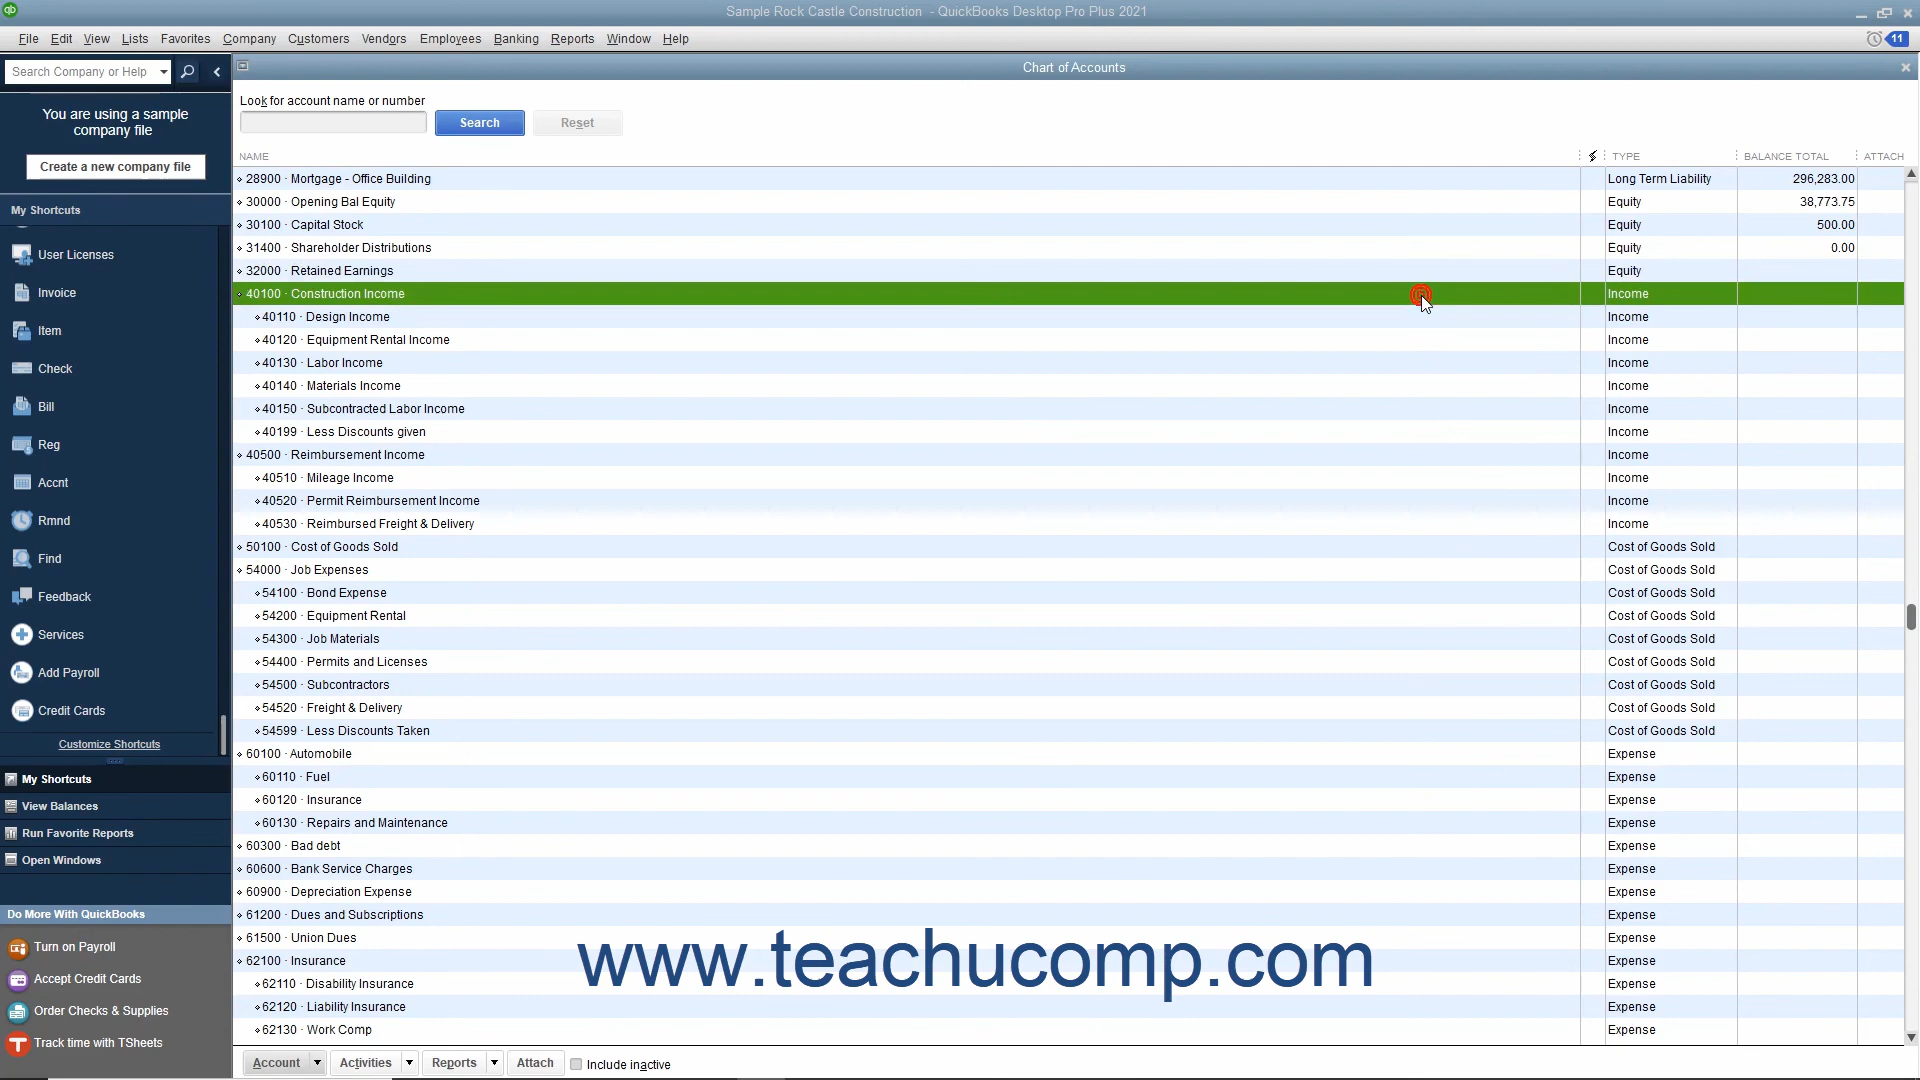 Sample Rock Castle Construction - QuickBooks Desktop Pro Plus 2021
File Edit View Lists Favorites Company Customers Vendors Employees Banking Reports Window Help
11
Search Company or Help
Chart of Accounts
You are using a sample
company file
Create a new company file
My Shortcuts
User Licenses
Invoice
Item
Check
Bill
Reg
Accnt
Rmnd
Find
Feedback
Services
Add Payroll
Credit Cards
Customize Shortcuts
My Shortcuts
View Balances
Run Favorite Reports
Open Windows
Do More With QuickBooks
Turn on Payroll
Accept Credit Cards
Order Checks & Supplies
Track time with TSheets
Look for account name or number
Search Reset
NAME TYPE BALANCE TOTAL ATTACH
28900 · Mortgage - Office Building Long Term Liability 296,283.00
30000 · Opening Bal Equity Equity 38,773.75
30100 · Capital Stock Equity 500.00
31400 · Shareholder Distributions Equity 0.00
32000 · Retained Earnings Equity
40100 · Construction Income Income
40110 · Design Income Income
40120 · Equipment Rental Income Income
40130 · Labor Income Income
40140 · Materials Income Income
40150 · Subcontracted Labor Income Income
40199 · Less Discounts given Income
40500 · Reimbursement Income Income
40510 · Mileage Income Income
40520 · Permit Reimbursement Income Income
40530 · Reimbursed Freight & Delivery Income
50100 · Cost of Goods Sold Cost of Goods Sold
54000 · Job Expenses Cost of Goods Sold
54100 · Bond Expense Cost of Goods Sold
54200 · Equipment Rental Cost of Goods Sold
54300 · Job Materials Cost of Goods Sold
54400 · Permits and Licenses Cost of Goods Sold
54500 · Subcontractors Cost of Goods Sold
54520 · Freight & Delivery Cost of Goods Sold
54599 · Less Discounts Taken Cost of Goods Sold
60100 · Automobile Expense
60110 · Fuel Expense
60120 · Insurance Expense
60130 · Repairs and Maintenance Expense
60300 · Bad debt Expense
60600 · Bank Service Charges Expense
60900 · Depreciation Expense Expense
61200 · Dues and Subscriptions Expense
61500 · Union Dues Expense
62100 · Insurance Expense
62110 · Disability Insurance Expense
62120 · Liability Insurance Expense
62130 · Work Comp Expense
www.teachucomp.com
Account Activities Reports Attach Include inactive